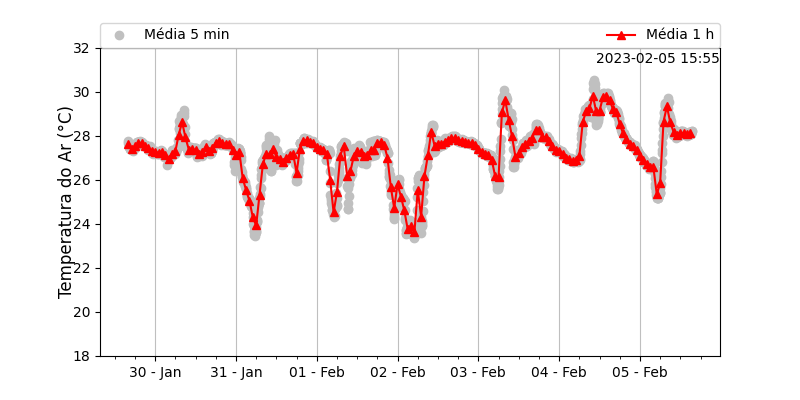 Média 5 min
Média 1 h
2023-02-05 15:55
Temperatura do Ar (°C)
32
30
28
26
24
22
20
18
30 - Jan
31 - Jan
01 - Feb
02 - Feb
03 - Feb
04 - Feb
05 - Feb